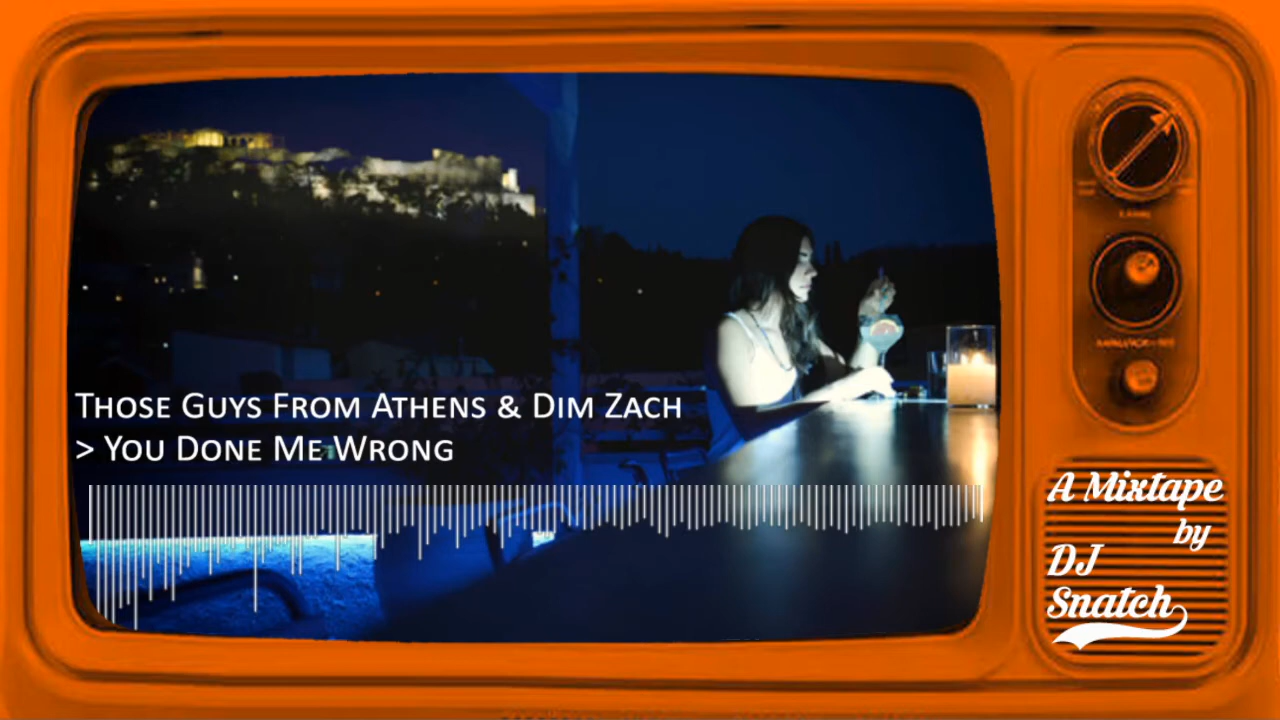 Those Guys From Athens & Dim Zach
> You Done Me Wrong
A Mixtape
by
DJ
Snatch